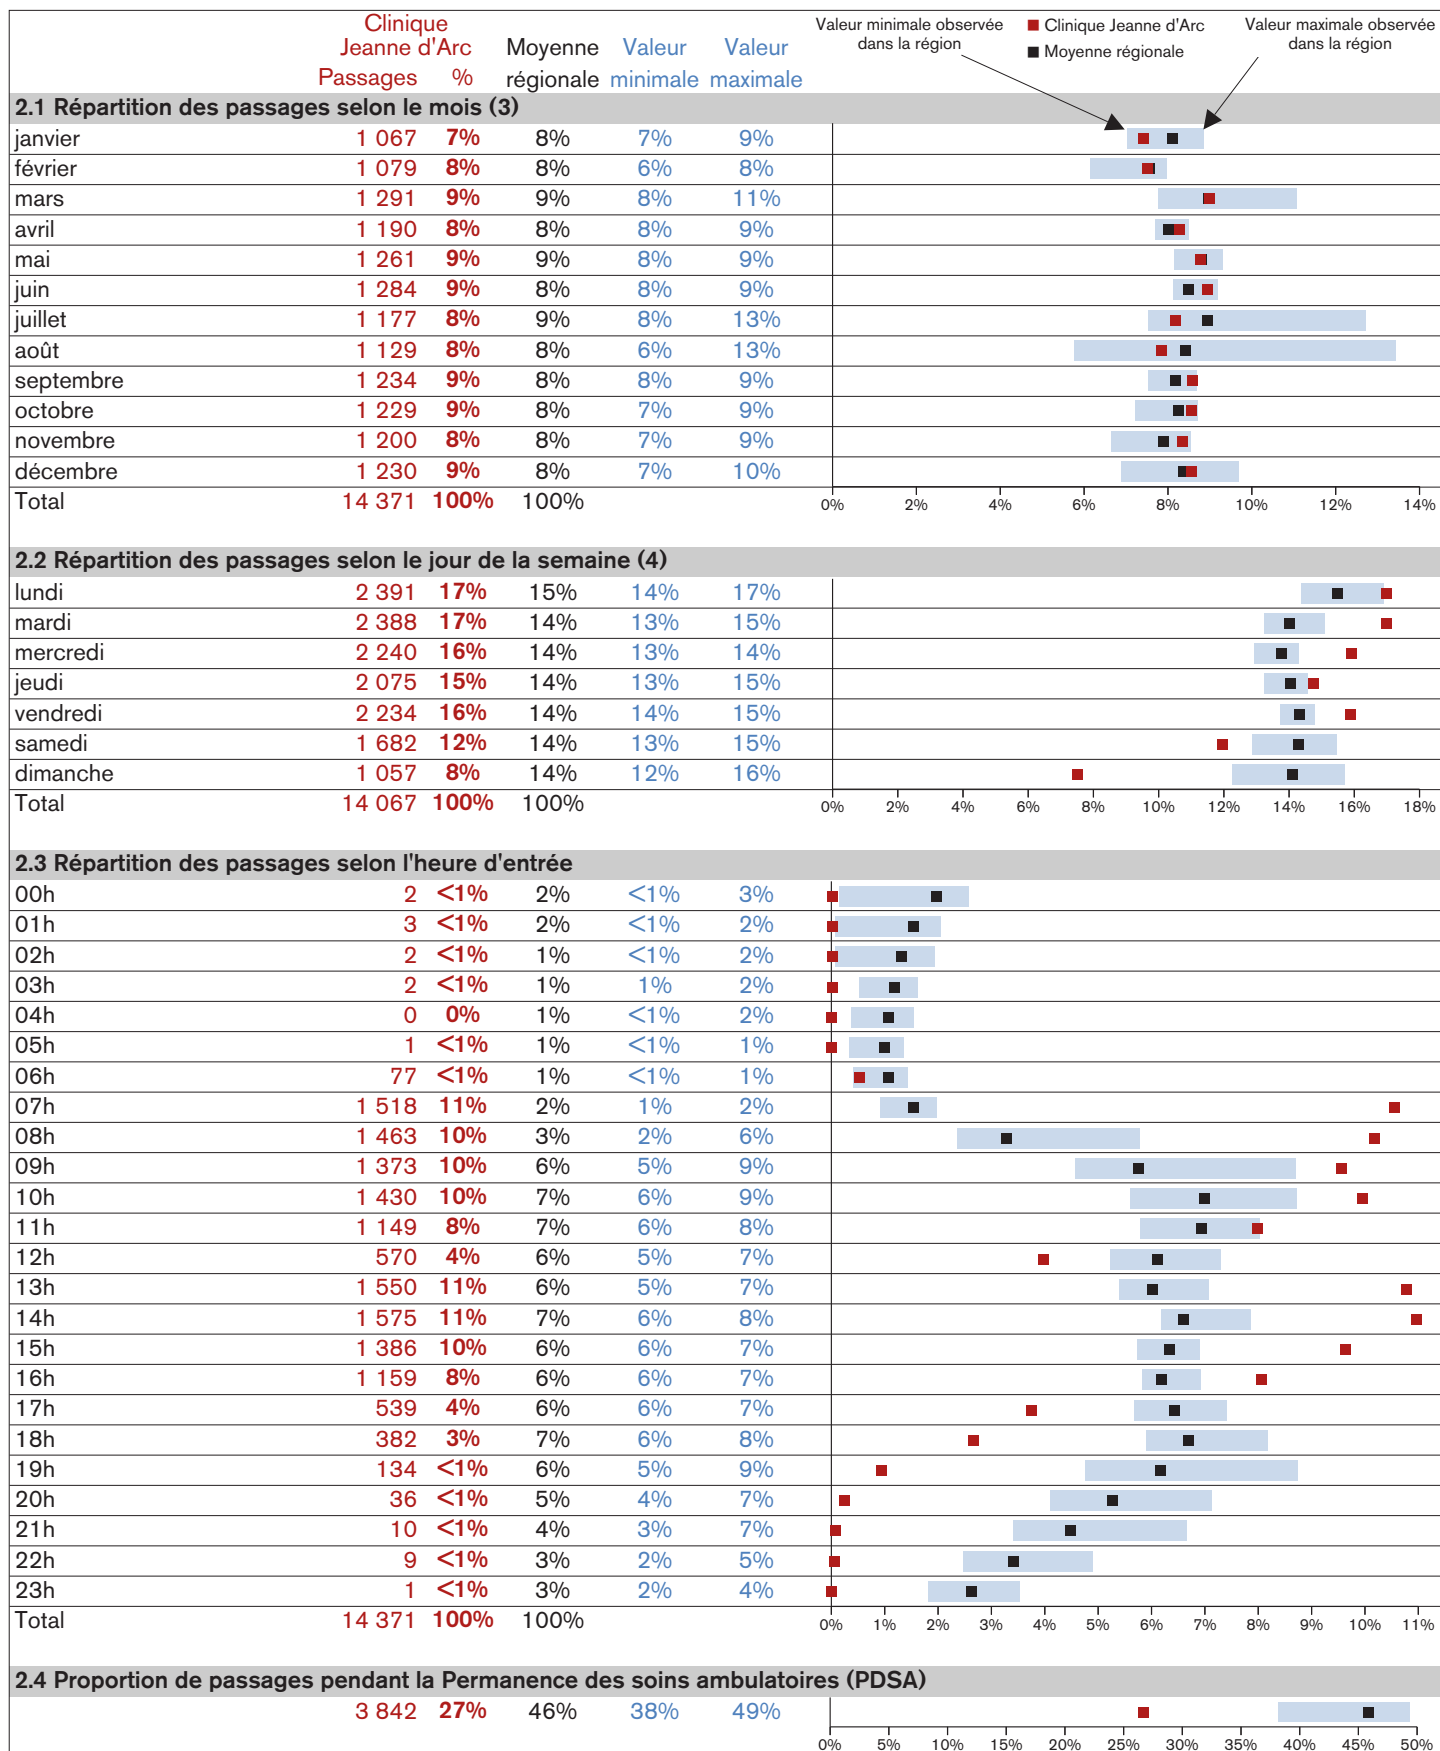 Clinique
Jeanne d'Arc Moyenne Valeur Valeur
Passages % régionale minimale maximale
Valeur minimale observée dans la région
Clinique Jeanne d'Arc
Moyenne régionale
Valeur maximale observée dans la région
2.1 Répartition des passages selon le mois (3)
janvier 1 067 7% 8% 7% 9%
février 1 079 8% 8% 6% 8%
mars 1 291 9% 9% 8% 11%
avril 1 190 8% 8% 8% 9%
mai 1 261 9% 9% 8% 9%
juin 1 284 9% 8% 8% 9%
juillet 1 177 8% 9% 8% 13%
août 1 129 8% 8% 6% 13%
septembre 1 234 9% 8% 8% 9%
octobre 1 229 9% 8% 7% 9%
novembre 1 200 8% 8% 7% 9%
décembre 1 230 9% 8% 7% 10%
Total 14 371 100% 100%
0% 2% 4% 6% 8% 10% 12% 14%
2.2 Répartition des passages selon le jour de la semaine (4)
lundi 2 391 17% 15% 14% 17%
mardi 2 388 17% 14% 13% 15%
mercredi 2 240 16% 14% 13% 14%
jeudi 2 075 15% 14% 13% 15%
vendredi 2 234 16% 14% 14% 15%
samedi 1 682 12% 14% 13% 15%
dimanche 1 057 8% 14% 12% 16%
Total 14 067 100% 100%
0% 2% 4% 6% 8% 10% 12% 14% 16% 18%
2.3 Répartition des passages selon l'heure d'entrée
00h 2 <1% 2% <1% 3%
01h 3 <1% 2% <1% 2%
02h 2 <1% 1% <1% 2%
03h 2 <1% 1% 1% 2%
04h 0 0% 1% <1% 2%
05h 1 <1% 1% <1% 1%
06h 77 <1% 1% <1% 1%
07h 1 518 11% 2% 1% 2%
08h 1 463 10% 3% 2% 6%
09h 1 373 10% 6% 5% 9%
10h 1 430 10% 7% 6% 9%
11h 1 149 8% 7% 6% 8%
12h 570 4% 6% 5% 7%
13h 1 550 11% 6% 5% 7%
14h 1 575 11% 7% 6% 8%
15h 1 386 10% 6% 6% 7%
16h 1 159 8% 6% 6% 7%
17h 539 4% 6% 6% 7%
18h 382 3% 7% 6% 8%
19h 134 <1% 6% 5% 9%
20h 36 <1% 5% 4% 7%
21h 10 <1% 4% 3% 7%
22h 9 <1% 3% 2% 5%
23h 1 <1% 3% 2% 4%
Total 14 371 100% 100%
0% 1% 2% 3% 4% 5% 6% 7% 8% 9% 10% 11%
2.4 Proportion de passages pendant la Permanence des soins ambulatoires (PDSA)
3 842 27% 46% 38% 49%
0% 5% 10% 15% 20% 25% 30% 35% 40% 45% 50%